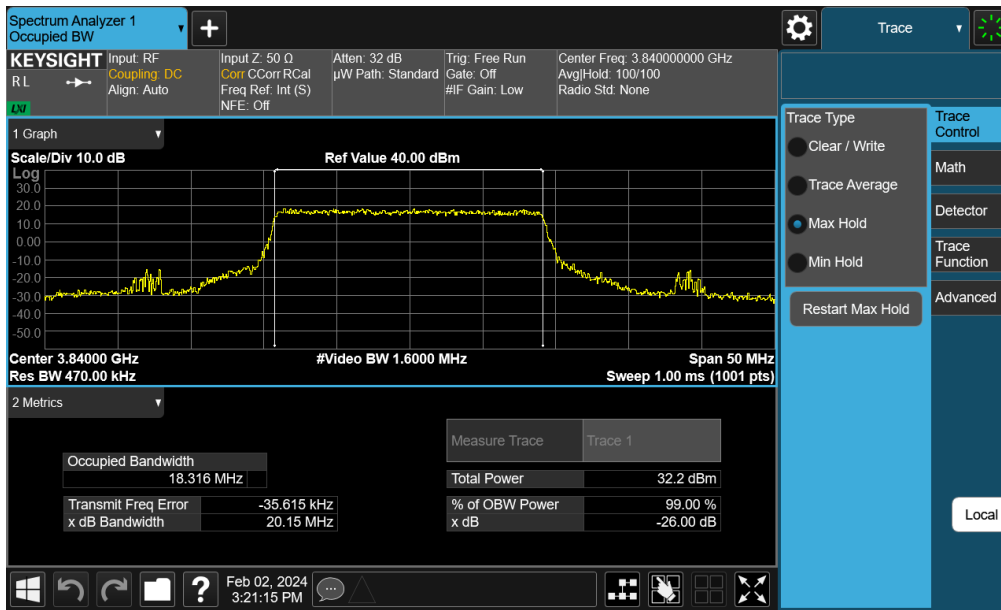 Spectrum Analyzer 1
Occupied BW
Trace
KEYSIGHT
R L
LXI
Input: RF
Coupling: DC
Align: Auto
Input Z: 50 Ω
Corr CCorr RCal
Freq Ref: Int (S)
NFE: Off
Atten: 32 dB
µW Path: Standard
Trig: Free Run
Gate: Off
#IF Gain: Low
Center Freq: 3.840000000 GHz
Avg|Hold: 100/100
Radio Std: None
1 Graph
Scale/Div 10.0 dB
Ref Value 40.00 dBm
Log
30.0
20.0
10.0
0.00
-10.0
-20.0
-30.0
-40.0
-50.0
Center 3.84000 GHz
#Video BW 1.6000 MHz
Span 50 MHz
Res BW 470.00 kHz
Sweep 1.00 ms (1001 pts)
2 Metrics
Measure Trace
Trace 1
Occupied Bandwidth
18.316 MHz
Total Power
32.2 dBm
Transmit Freq Error
-35.615 kHz
% of OBW Power
99.00 %
x dB Bandwidth
20.15 MHz
x dB
-26.00 dB
Trace Type
Clear / Write
Trace Average
Max Hold
Min Hold
Restart Max Hold
Trace
Control
Math
Detector
Trace
Function
Advanced
Local
?
Feb 02, 2024
3:21:15 PM